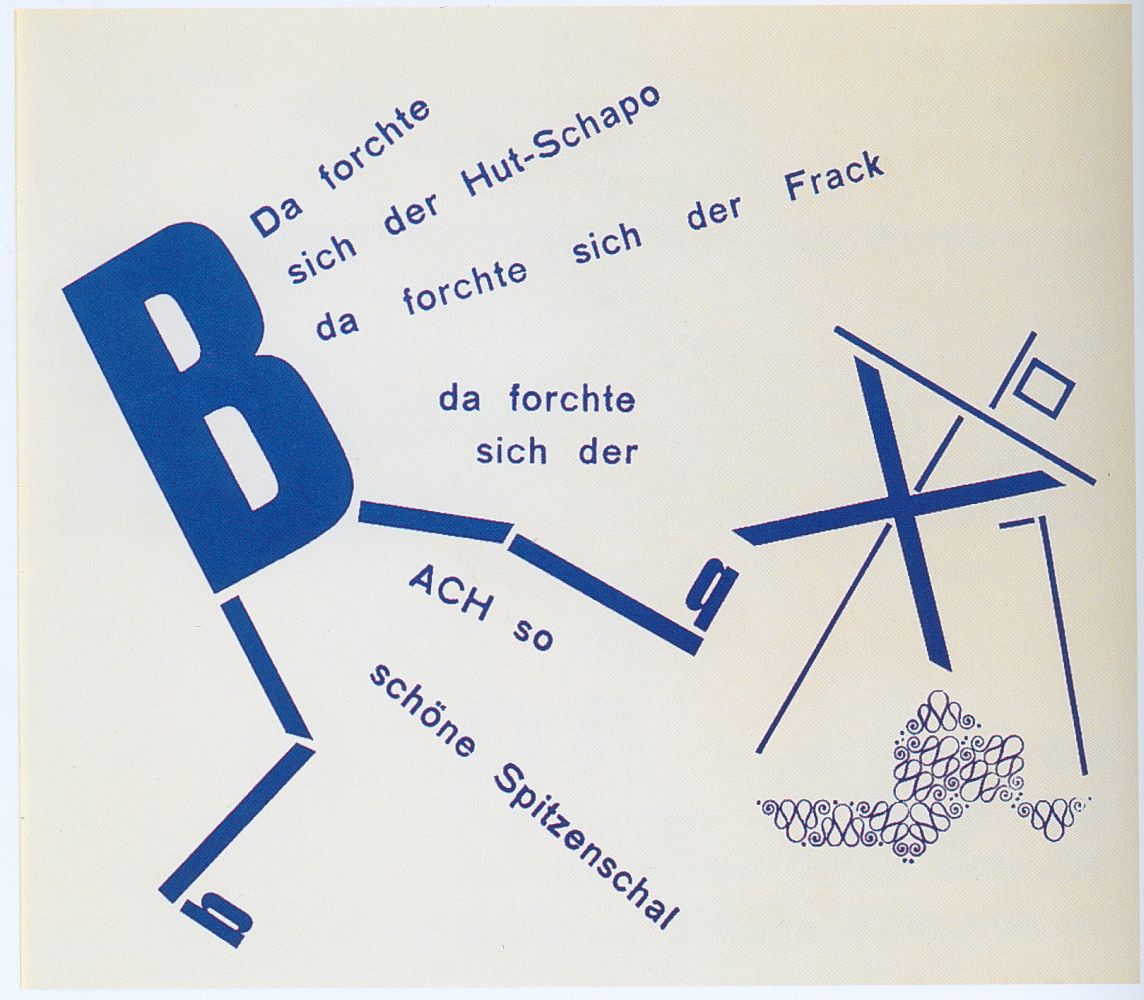 B
Da forchte
sich der Hut-Schapo
da forchte sich der Frack
da forchte
sich der
ACH so
schöne Spitzenschal
X